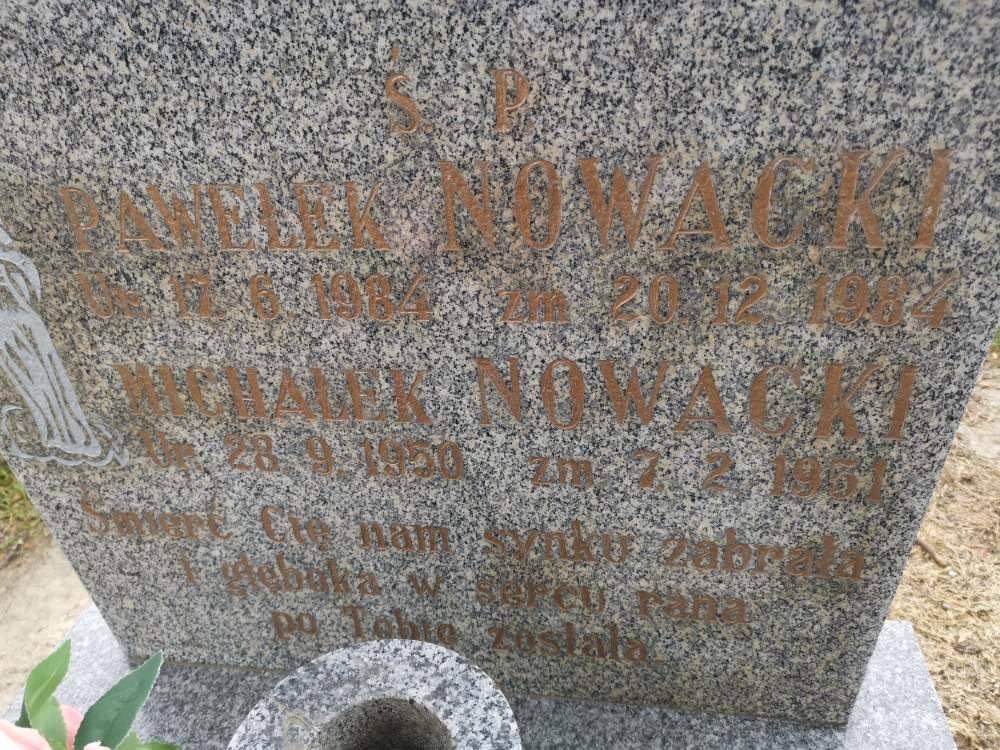 Ś. P.
PAWEŁEK NOWACKI
Ur. 17. 6. 1984 zm 20. 12. 1984
MICHAŁEK NOWACKI
Ur. 28. 9. 1950 zm. 7. 2. 1951
Śmierć Cię nam synku zabrała
i głęboka w sercu rana
po Tobie została.